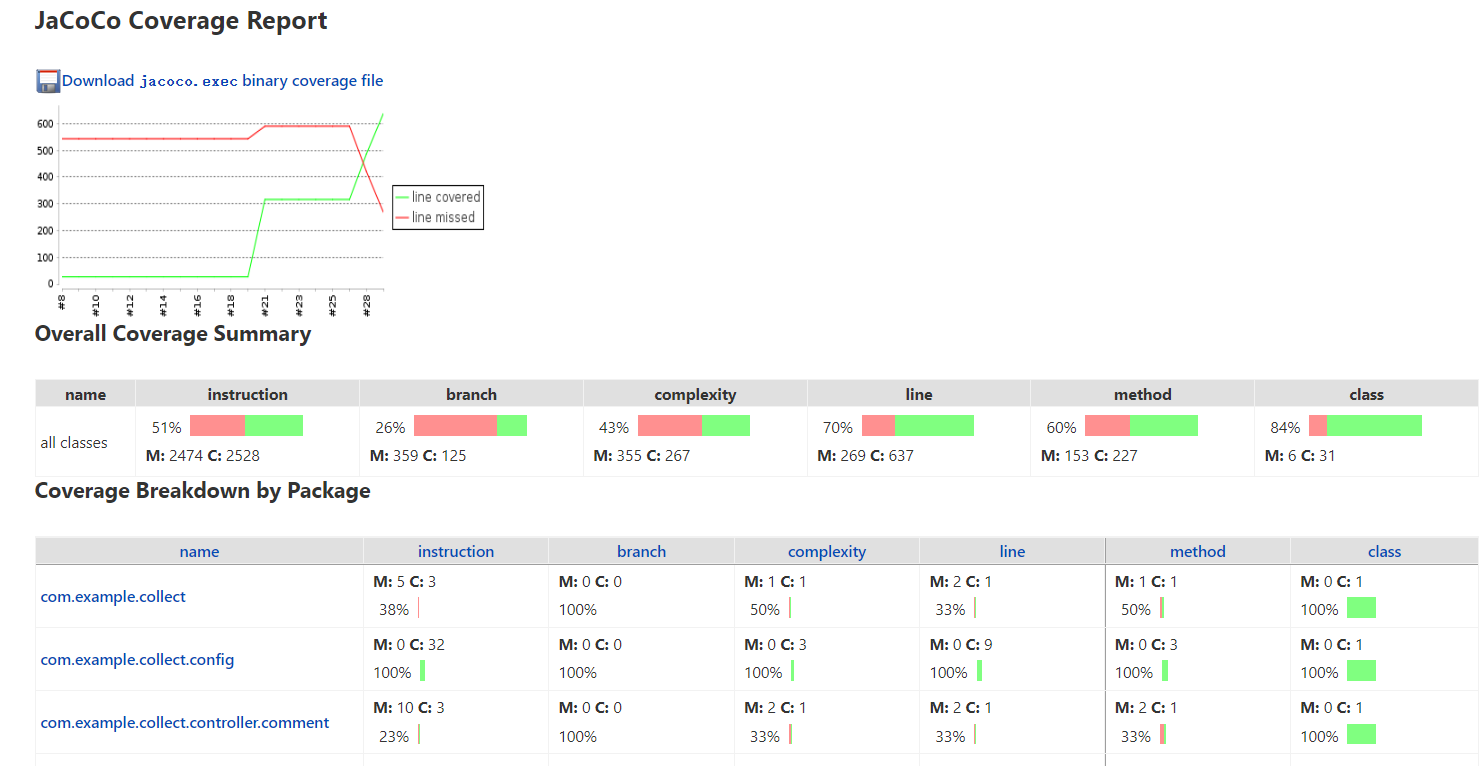 JaCoCo Coverage Report
Download jacoco.exec binary coverage file
600
500
400
300
200
100
0
line covered
line missed
#8 #10 #12 #14 #16 #18 #21 #23 #25 #28
Overall Coverage Summary
name instruction branch complexity line method class
51% 26% 43% 70% 60% 84%
all classes
M: 2474 C: 2528 M: 359 C: 125 M: 355 C: 267 M: 269 C: 637 M: 153 C: 227 M: 6 C: 31
Coverage Breakdown by Package
name instruction branch complexity line method class
M: 5 C: 3 M: 0 C: 0 M: 1 C: 1 M: 2 C: 1 M: 1 C: 1 M: 0 C: 1
com.example.collect
38% 100% 50% 33% 50% 100%
M: 0 C: 32 M: 0 C: 0 M: 0 C: 3 M: 0 C: 9 M: 0 C: 3 M: 0 C: 1
com.example.collect.config
100% 100% 100% 100% 100% 100%
M: 10 C: 3 M: 0 C: 0 M: 2 C: 1 M: 2 C: 1 M: 2 C: 1 M: 0 C: 1
com.example.collect.controller.comment
23% 100% 33% 33% 33% 100%